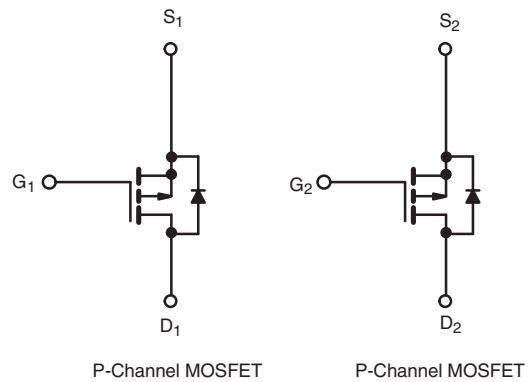 S1 S2
G1 G2
D1 D2
P-Channel MOSFET P-Channel MOSFET